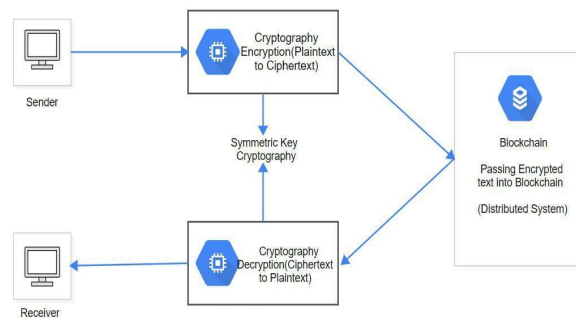 Cryptography
Encryption(Plaintext
to Ciphertext)
Sender
Symmetric Key
Cryptography
Blockchain
Passing Encrypted
text into Blockchain
(Distributed System)
Cryptography
Decryption(Ciphertext
to Plaintext)
Receiver